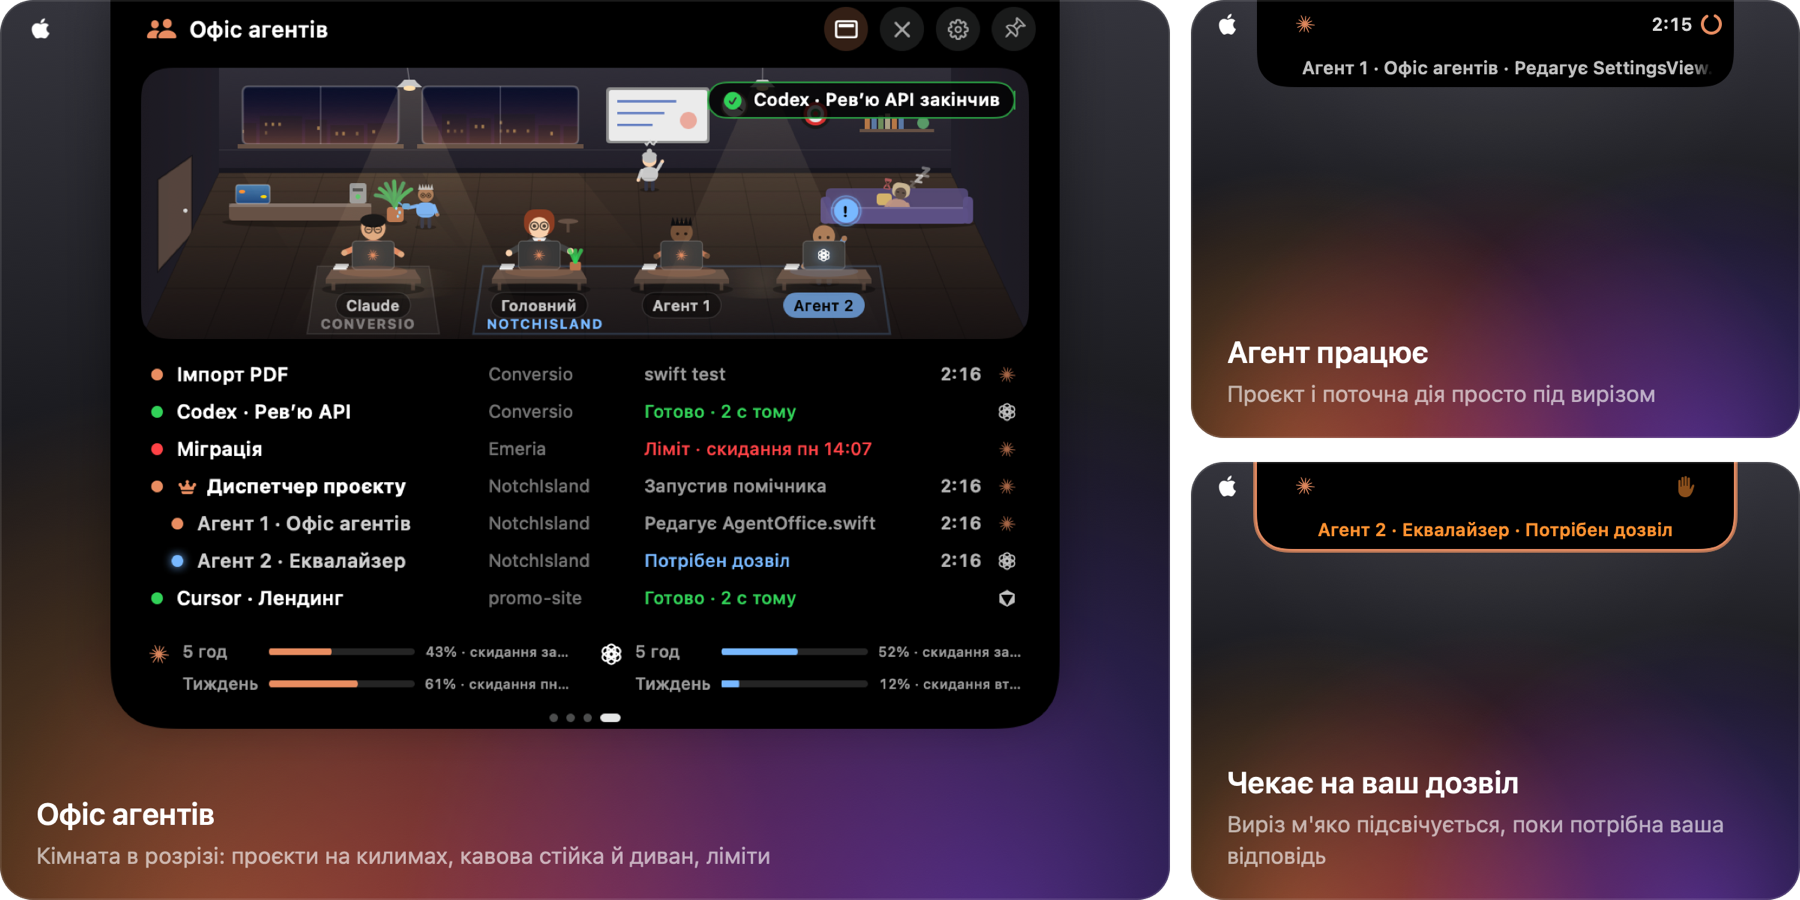 Офіс агентів
Codex · Рев’ю API закінчив
Claude
CONVERSIO
Головний
NOTCHISLAND
Агент 1
Агент 2
Імпорт PDF Conversio swift test 2:16
Codex · Рев’ю API Conversio Готово · 2 с тому
Міграція Emeria Ліміт · скидання пн 14:07
Диспетчер проєкту NotchIsland Запустив помічника 2:16
Агент 1 · Офіс агентів NotchIsland Редагує AgentOffice.swift 2:16
Агент 2 · Еквалайзер NotchIsland Потрібен дозвіл 2:16
Cursor · Лендинг promo-site Готово · 2 с тому
5 год 43% · скидання за... 5 год 52% · скидання за...
Тиждень 61% · скидання пн... Тиждень 12% · скидання вт...
Офіс агентів
Кімната в розрізі: проєкти на килимах, кавова стійка й диван, ліміти
2:15
Агент 1 · Офіс агентів · Редагує SettingsView
Агент працює
Проєкт і поточна дія просто під вирізом
Агент 2 · Еквалайзер · Потрібен дозвіл
Чекає на ваш дозвіл
Виріз м'яко підсвічується, поки потрібна ваша
відповідь